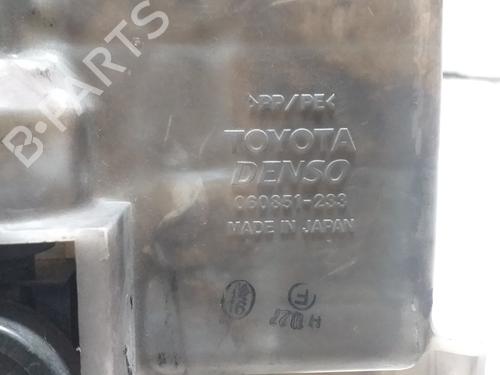 B-PARTS
>PP/PE<
TOYOTA
DENSO
060851-233
MADE IN JAPAN